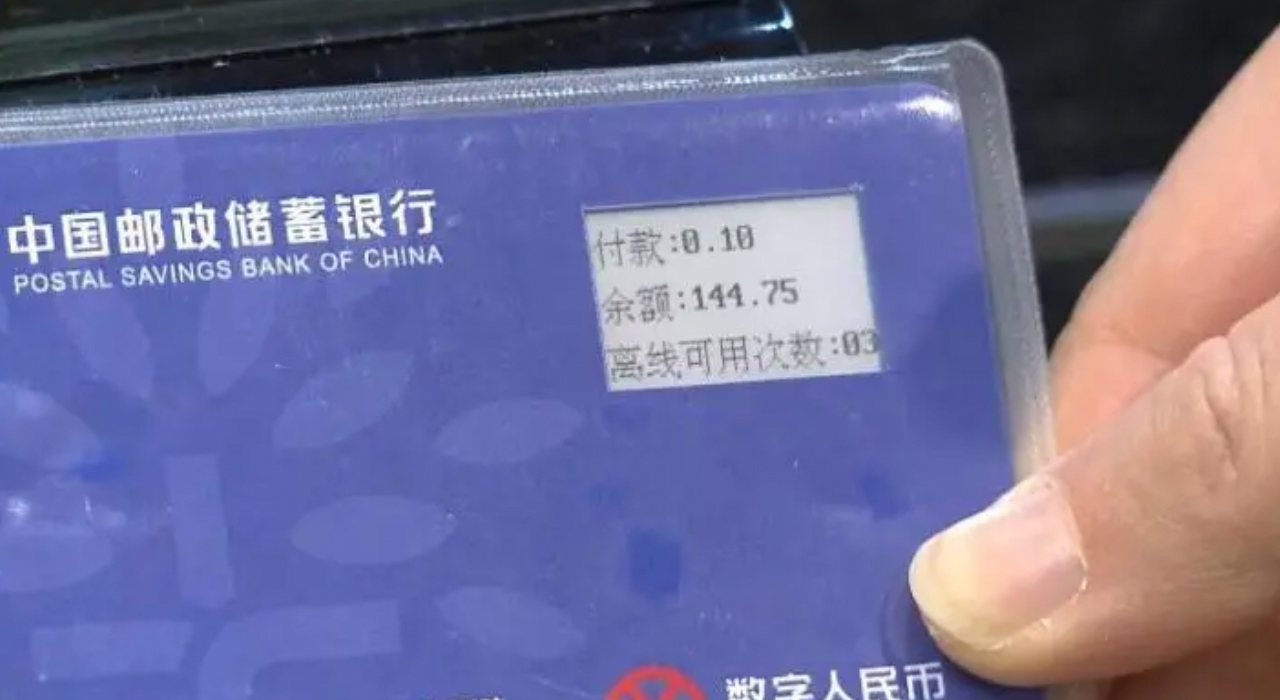 中国邮政储蓄银行
POSTAL SAVINGS BANK OF CHINA
付款:0.10
余额:144.75
离线可用次数:03
数字人民币